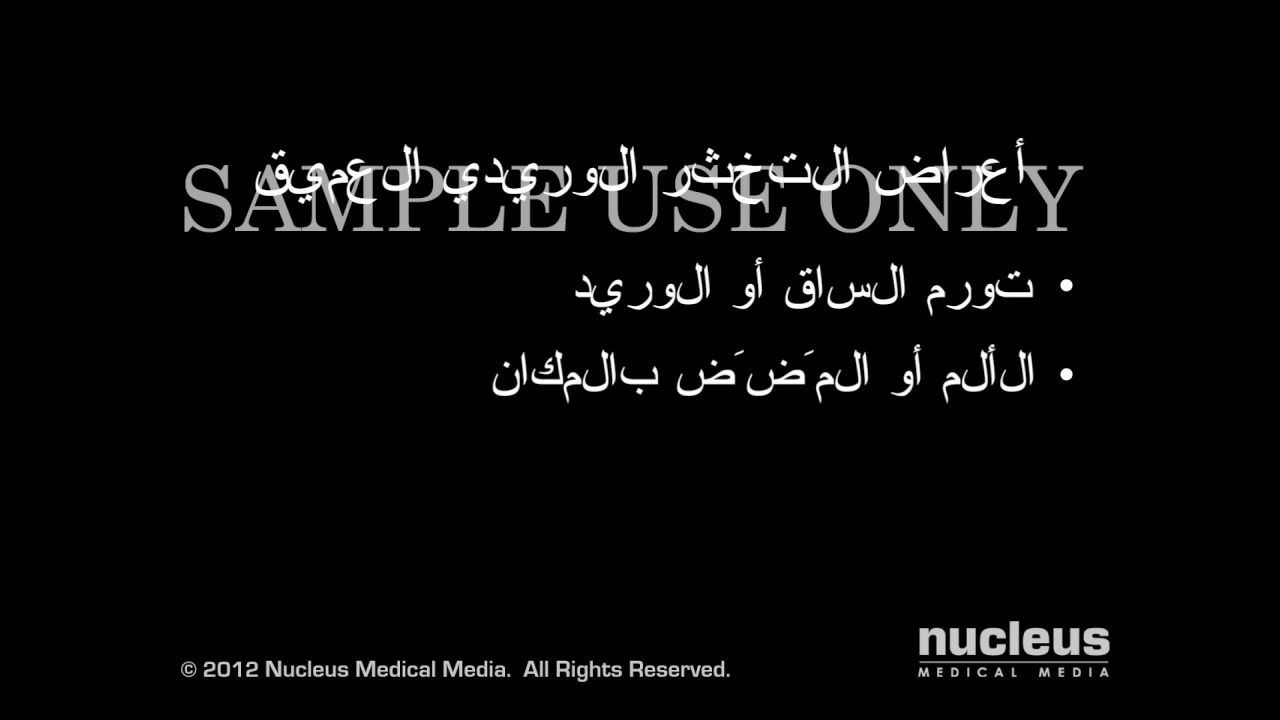 أعراض التخثر الوريدي العميق
SAMPLE USE ONLY
• تورم الساق أو الوريد
• الألم أو المَضَض بالمكان
nucleus
MEDICAL MEDIA
© 2012 Nucleus Medical Media. All Rights Reserved.